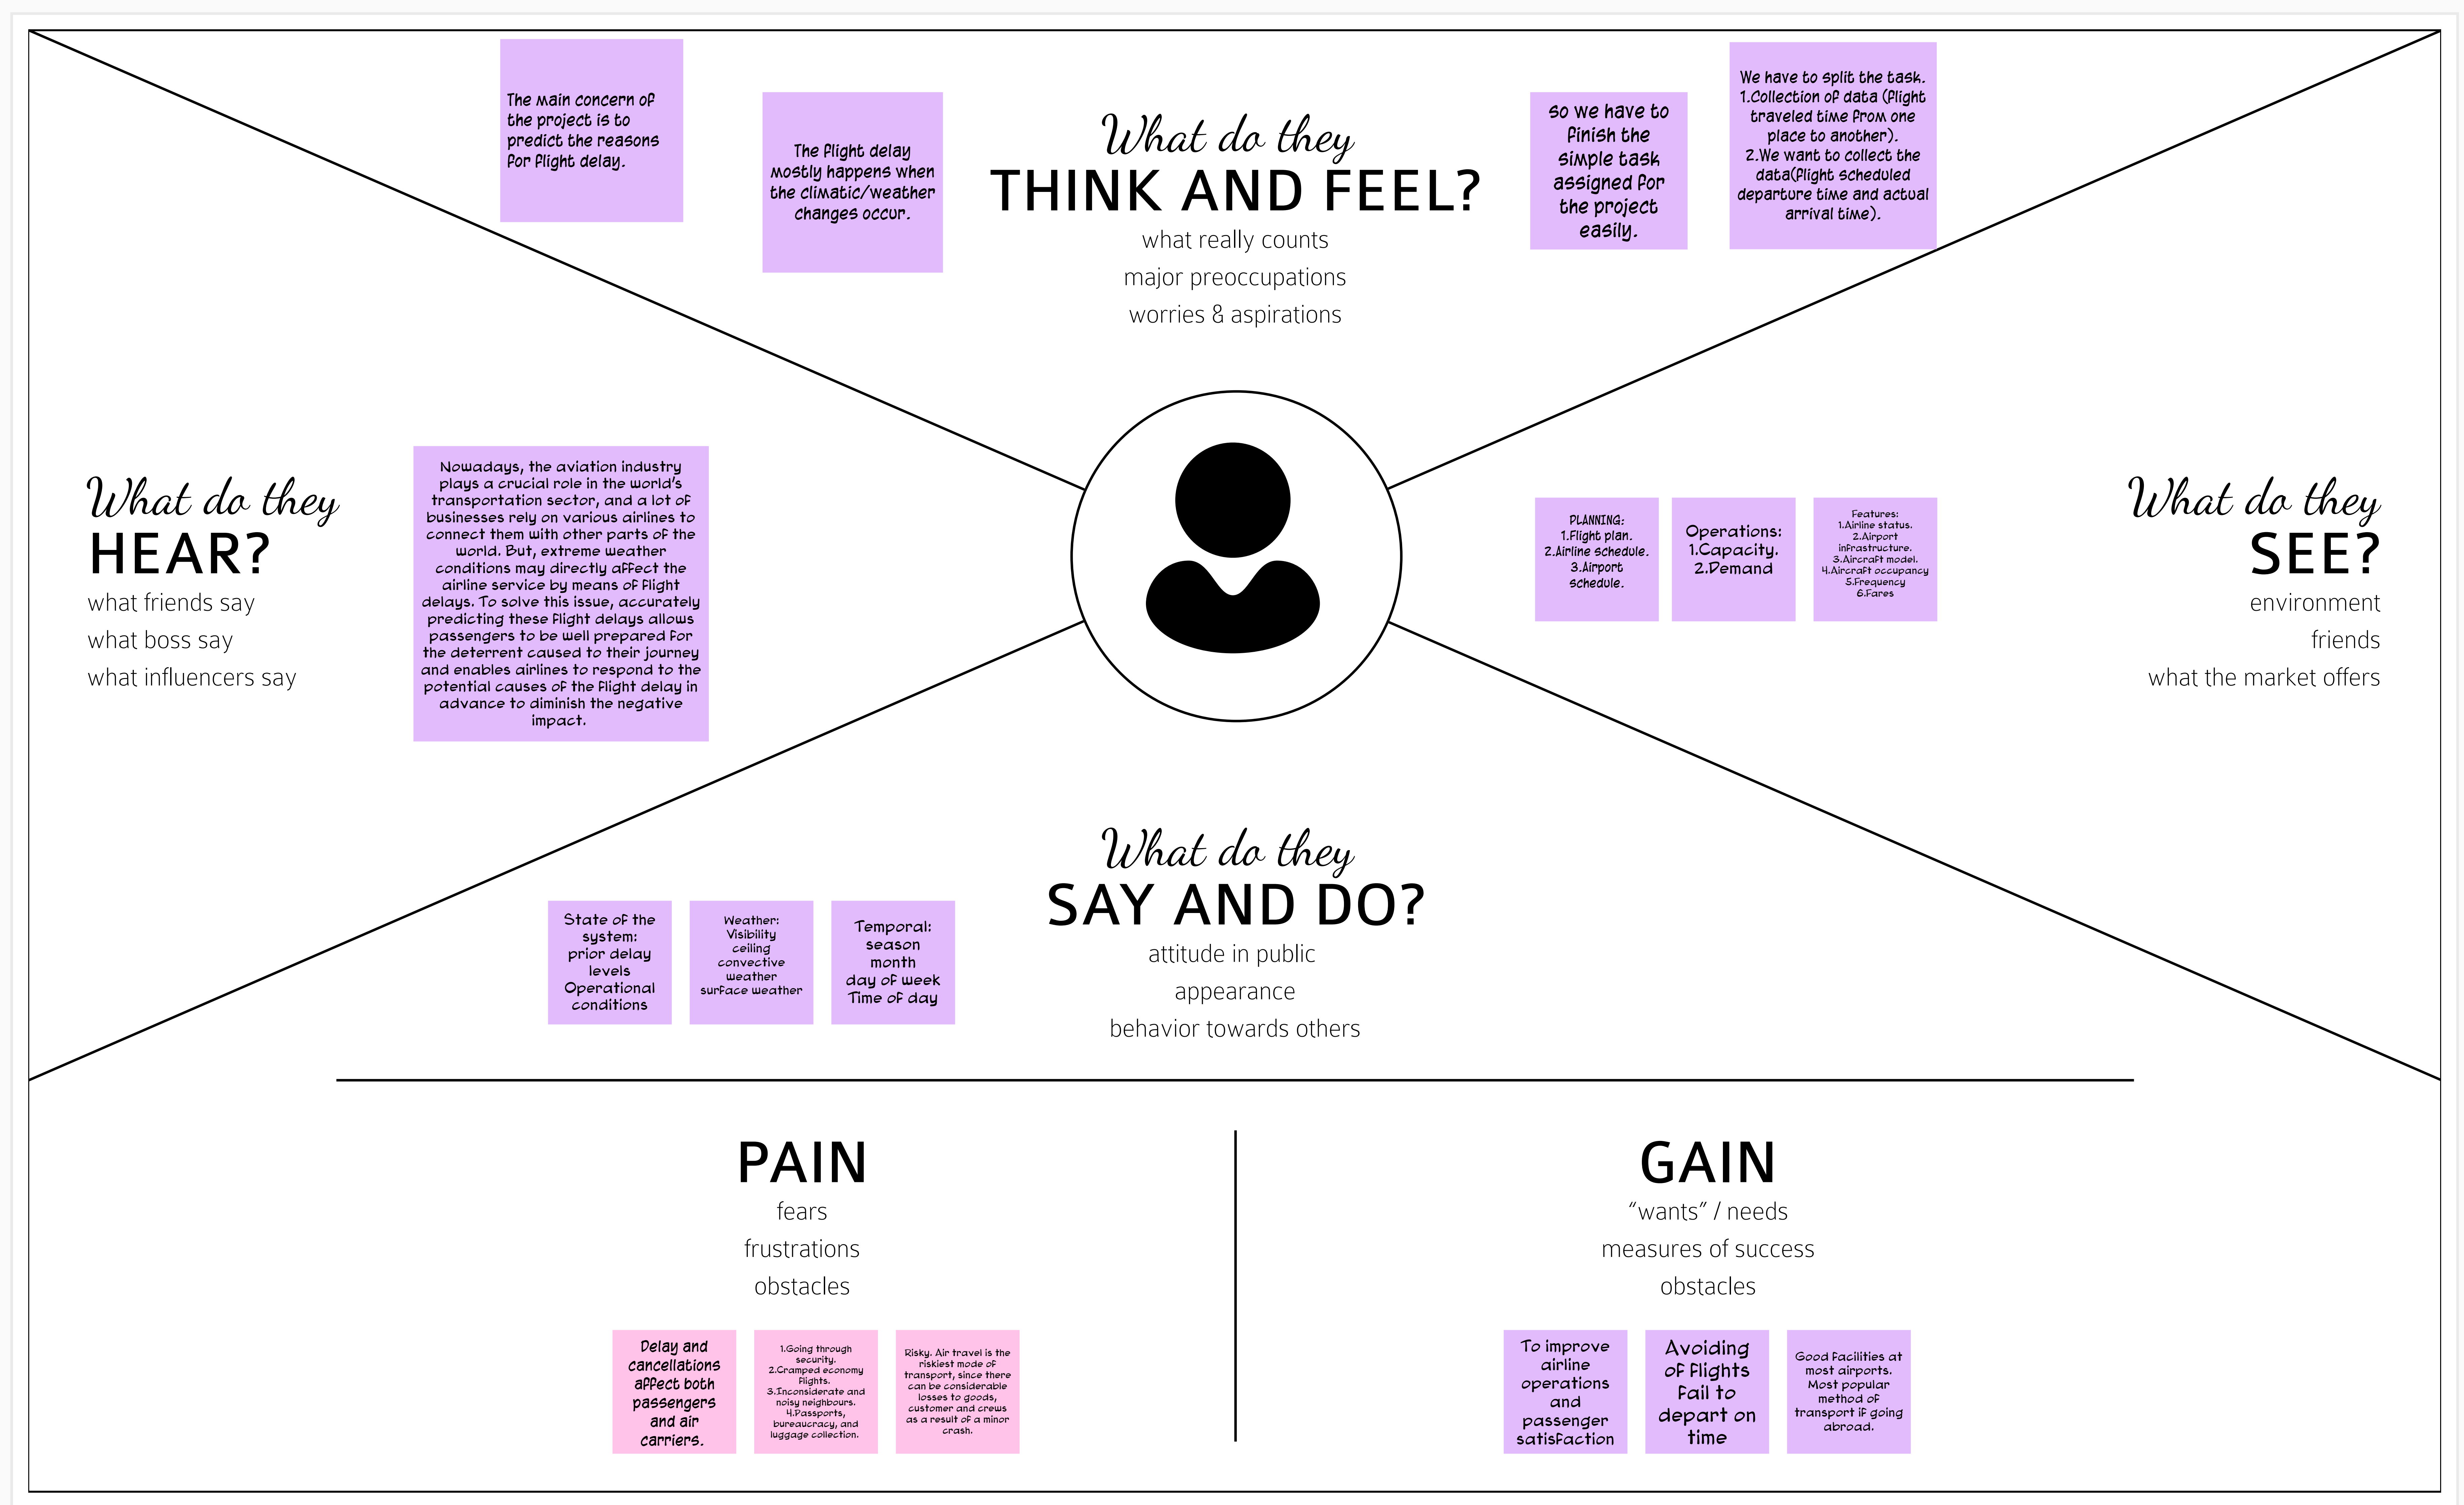 The main concern of
the project is to
predict the reasons
for flight delay.
The flight delay
mostly happens when
the climatic/weather
changes occur.
What do they
THINK AND FEEL?
what really counts
major preoccupations
worries & aspirations
so we have to
finish the
simple task
assigned for
the project
easily.
We have to split the task.
1.Collection of data (flight
traveled time from one
place to another).
2.We want to collect the
data(flight scheduled
departure time and actual
arrival time).
What do they
HEAR?
what friends say
what boss say
what influencers say
Nowadays, the aviation industry
plays a crucial role in the world's
transportation sector, and a lot of
businesses rely on various airlines to
connect them with other parts of the
world. But, extreme weather
conditions may directly affect the
airline service by means of flight
delays. To solve this issue, accurately
predicting these flight delays allows
passengers to be well prepared for
the deterrent caused to their journey
and enables airlines to respond to the
potential causes of the flight delay in
advance to diminish the negative
impact.
PLANNING:
1.Flight plan.
2.Airline schedule.
3.Airport
schedule.
Operations:
1.Capacity.
2.Demand
Features:
1.Airline status.
2.Airport
infrastructure.
3.Aircraft model.
4.Aircraft occupancy
5.Frequency
6.Fares
What do they
SEE?
environment
friends
what the market offers
State of the
system:
prior delay
levels
Operational
conditions
Weather:
Visibility
ceiling
convective
weather
surface weather
Temporal:
season
month
day of week
Time of day
What do they
SAY AND DO?
attitude in public
appearance
behavior towards others
PAIN
fears
frustrations
obstacles
Delay and
cancellations
affect both
passengers
and air
carriers.
1.Going through
security.
2.Cramped economy
flights.
3.Inconsiderate and
noisy neighbours.
4.Passports,
bureaucracy, and
luggage collection.
Risky. Air travel is the
riskiest mode of
transport, since there
can be considerable
losses to goods,
customer and crews
as a result of a minor
crash.
GAIN
“wants” / needs
measures of success
obstacles
To improve
airline
operations
and
passenger
satisfaction
Avoiding
of flights
fail to
depart on
time
Good facilities at
most airports.
Most popular
method of
transport if going
abroad.